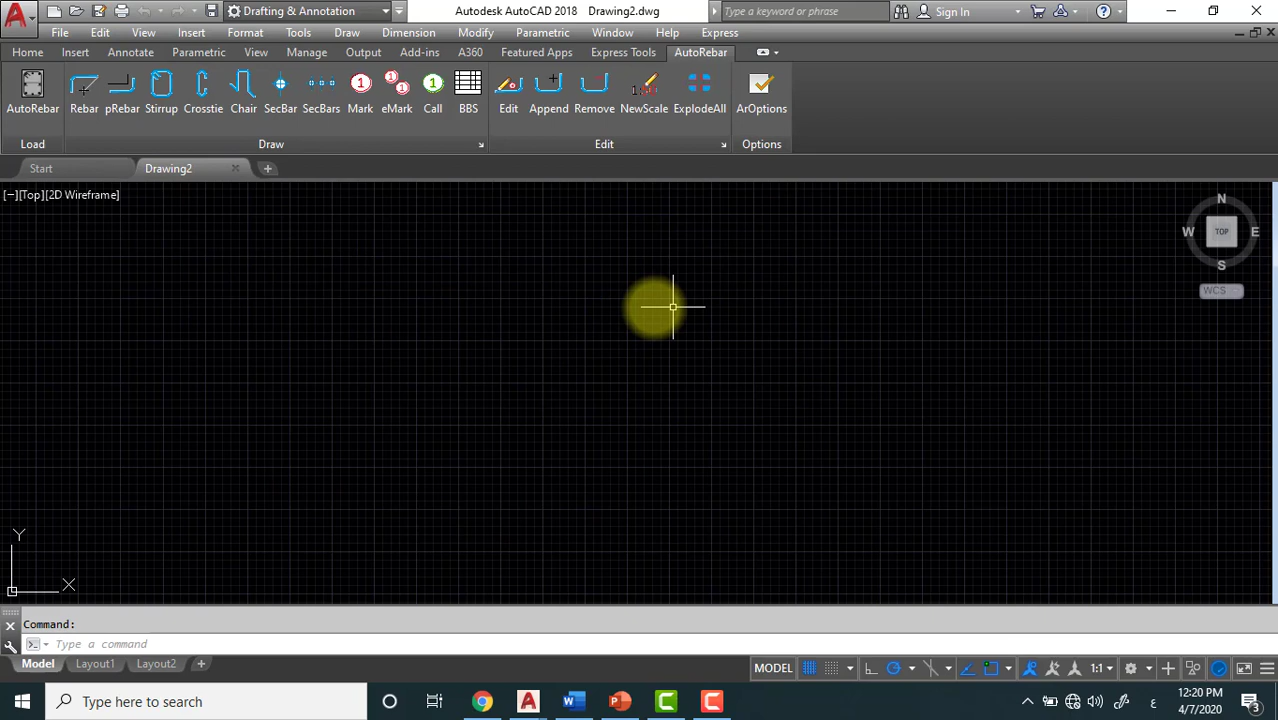 Drafting & Annotation
Autodesk AutoCAD 2018 Drawing2.dwg
Type a keyword or phrase
Sign In
File Edit View Insert Format Tools Draw Dimension Modify Parametric Window Help Express
Home Insert Annotate Parametric View Manage Output Add-ins A360 Featured Apps Express Tools AutoRebar
AutoRebar Rebar pRebar Stirrup Crosstie Chair SecBar SecBars Mark eMark Call BBS Edit Append Remove NewScale ExplodeAll ArOptions
Load Draw Edit Options
Start Drawing2
[−][Top][2D Wireframe]
N
W TOP E
S
WCS
Y
X
Command:
Type a command
Model Layout1 Layout2
MODEL 1:1
Type here to search
ع
12:20 PM
4/7/2020
3